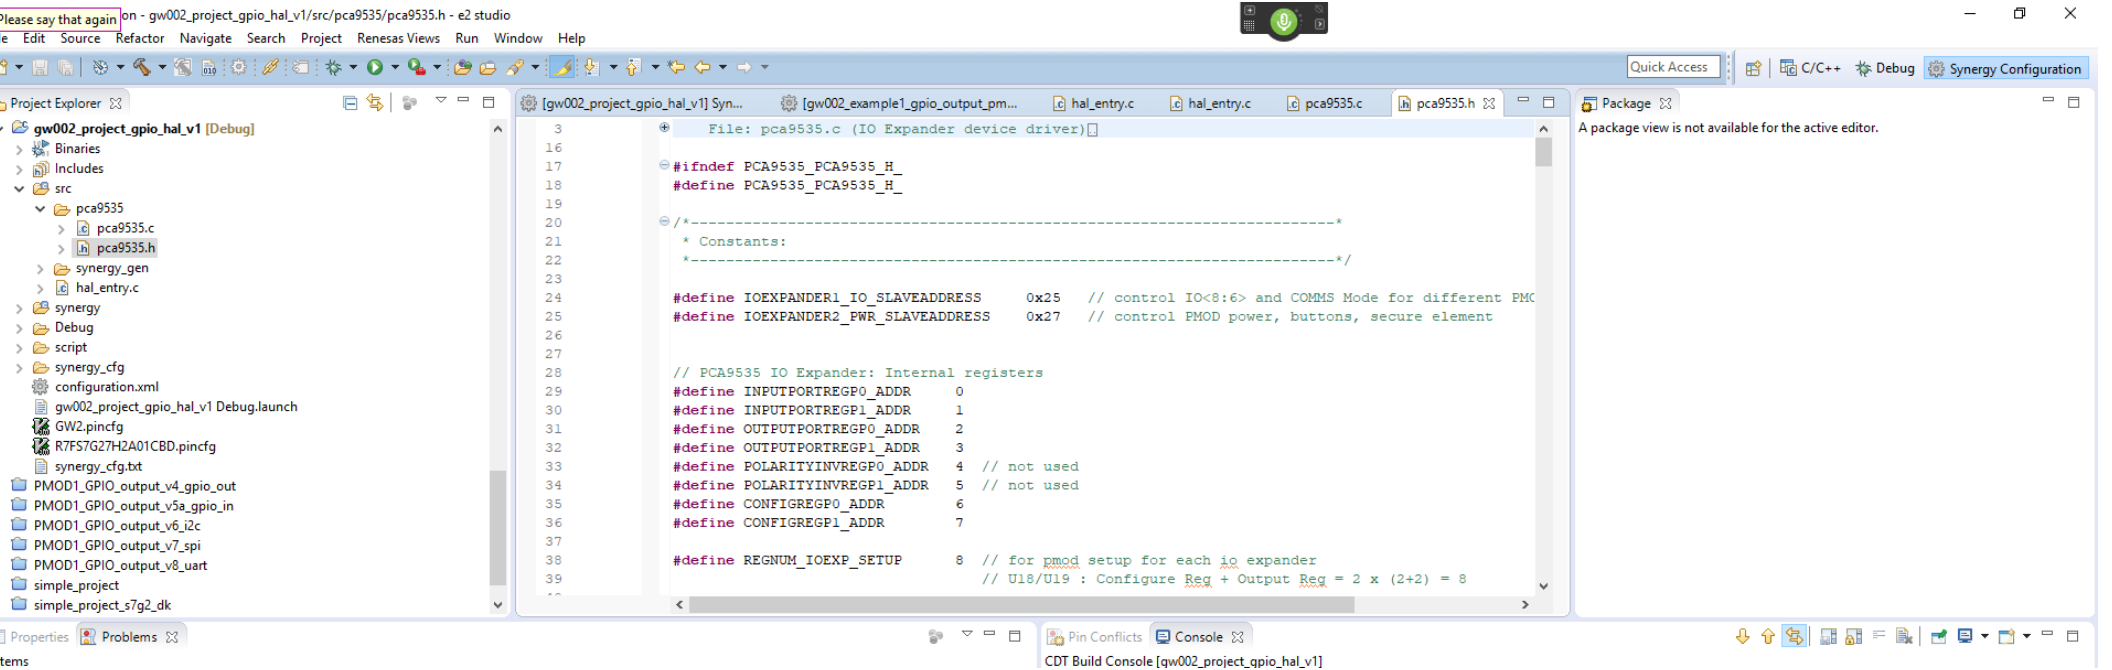 Please say that again
on - gw002_project_gpio_hal_v1/src/pca9535/pca9535.h - e2 studio
le Edit Source Refactor Navigate Search Project Renesas Views Run Window Help
Quick Access
C/C++
Debug
Synergy Configuration
Project Explorer
gw002_project_gpio_hal_v1 [Debug]
Binaries
Includes
src
pca9535
pca9535.c
pca9535.h
synergy_gen
hal_entry.c
synergy
Debug
script
synergy_cfg
configuration.xml
gw002_project_gpio_hal_v1 Debug.launch
GW2.pincfg
R7FS7G27H2A01CBD.pincfg
synergy_cfg.txt
PMOD1_GPIO_output_v4_gpio_out
PMOD1_GPIO_output_v5a_gpio_in
PMOD1_GPIO_output_v6_i2c
PMOD1_GPIO_output_v7_spi
PMOD1_GPIO_output_v8_uart
simple_project
simple_project_s7g2_dk
[gw002_project_gpio_hal_v1] Syn...
[gw002_example1_gpio_output_pm...
hal_entry.c
hal_entry.c
pca9535.c
pca9535.h
3 File: pca9535.c (IO Expander device driver)
16
17 #ifndef PCA9535_PCA9535_H_
18 #define PCA9535_PCA9535_H_
19
20 /*-------------------------------------------------------------------------*
21 * Constants:
22 *-------------------------------------------------------------------------*/
23
24 #define IOEXPANDER1_IO_SLAVEADDRESS 0x25 // control IO<8:6> and COMMS Mode for different PMO
25 #define IOEXPANDER2_PWR_SLAVEADDRESS 0x27 // control PMOD power, buttons, secure element
26
27
28 // PCA9535 IO Expander: Internal registers
29 #define INPUTPORTREGP0_ADDR 0
30 #define INPUTPORTREGP1_ADDR 1
31 #define OUTPUTPORTREGP0_ADDR 2
32 #define OUTPUTPORTREGP1_ADDR 3
33 #define POLARITYINVREGP0_ADDR 4 // not used
34 #define POLARITYINVREGP1_ADDR 5 // not used
35 #define CONFIGREGP0_ADDR 6
36 #define CONFIGREGP1_ADDR 7
37
38 #define REGNUM_IOEXP_SETUP 8 // for pmod setup for each io expander
39 // U18/U19 : Configure Reg + Output Reg = 2 x (2+2) = 8
Package
A package view is not available for the active editor.
Properties
Problems
tems
Pin Conflicts
Console
CDT Build Console [gw002_project_gpio_hal_v1]